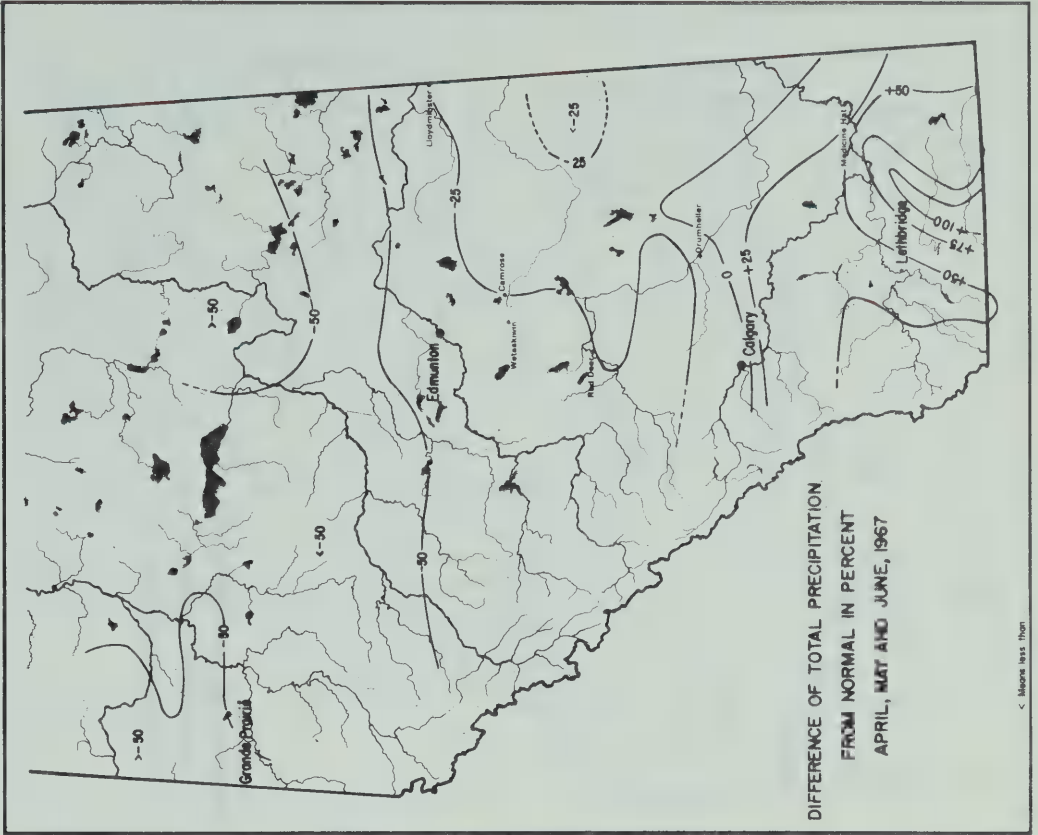 >-50
-50
Grande Prairie
<-50
-50
>-50
-50
Lloydminster
-25
<-25
25
Edmonton
Camrose
Wetaskiwin
Red Deer
Drumheller
0
+25
Calgary
Medicine Hat
+50
Lethbridge
+100
+75
+50
DIFFERENCE OF TOTAL PRECIPITATION
FROM NORMAL IN PERCENT
APRIL, MAY AND JUNE, 1967
< Means less than